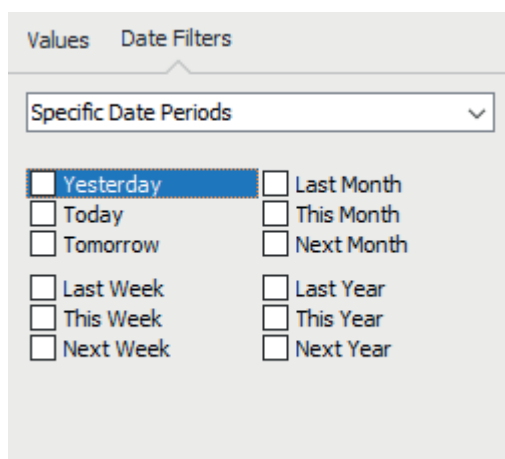 Values Date Filters
Specific Date Periods
Yesterday
Today
Tomorrow
Last Week
This Week
Next Week
Last Month
This Month
Next Month
Last Year
This Year
Next Year